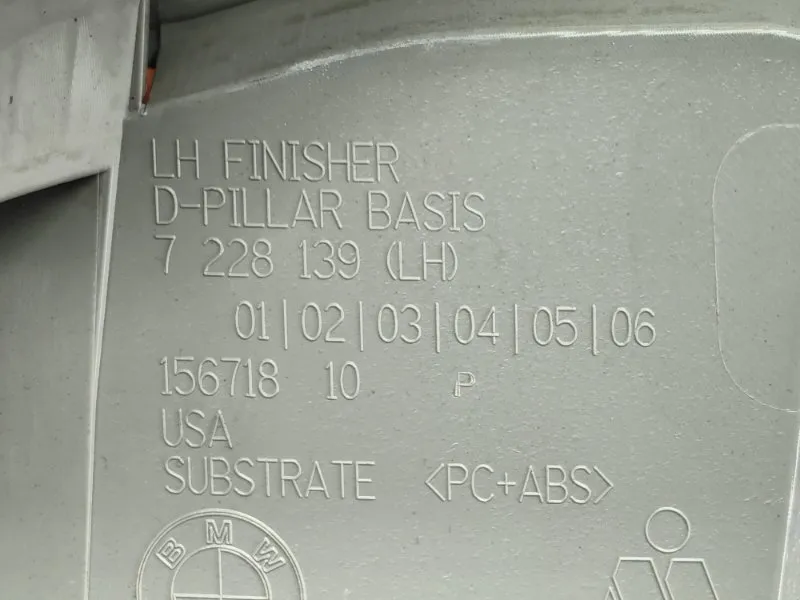 LH FINISHER
D-PILLAR BASIS
7 228 139 (LH)
01|02|03|04|05|06
156718 10 P
USA
SUBSTRATE <PC+ABS>
BMW